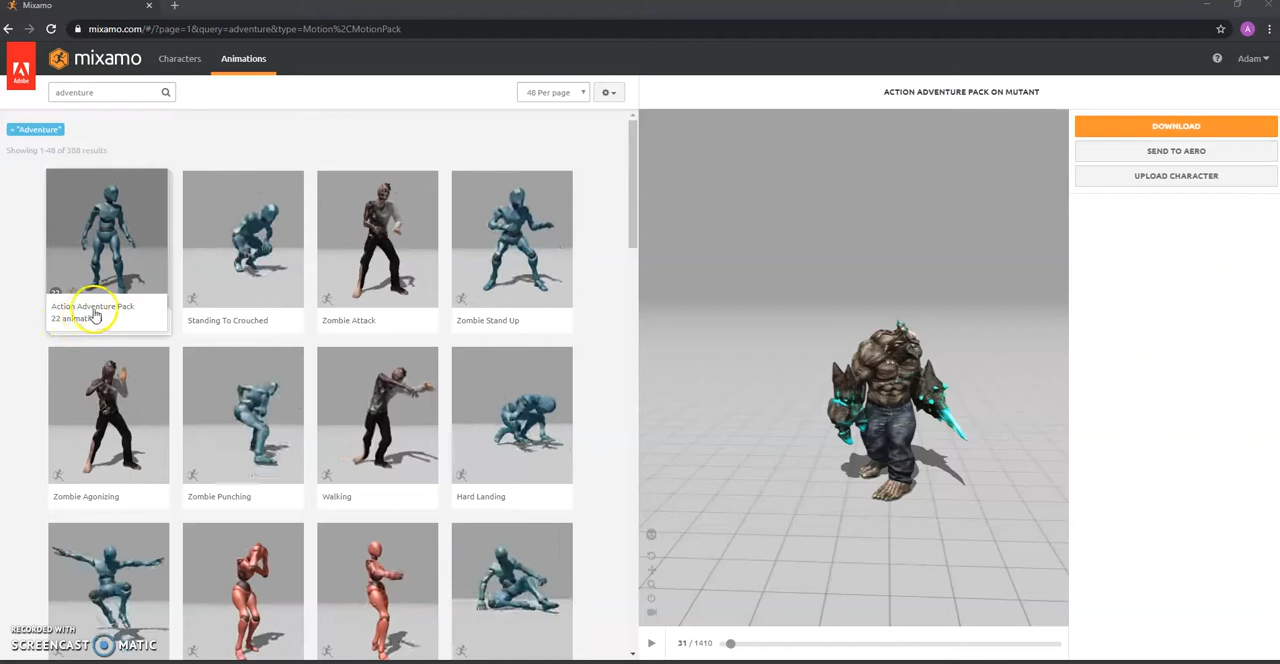 Mixamo
mixamo.com/#/?page=1&query=adventure&type=Motion%2CMotionPack
A
Adobe
mixamo
Characters
Animations
Adam
adventure
48 Per page
ACTION ADVENTURE PACK ON MUTANT
"Adventure"
Showing 1-48 of 388 results
DOWNLOAD
SEND TO AERO
UPLOAD CHARACTER
Action Adventure Pack
Standing To Crouched
Zombie Attack
Zombie Stand Up
Zombie Agonizing
Zombie Punching
Walking
Hard Landing
RECORDED WITH
SCREENCAST MATIC
31 / 1410